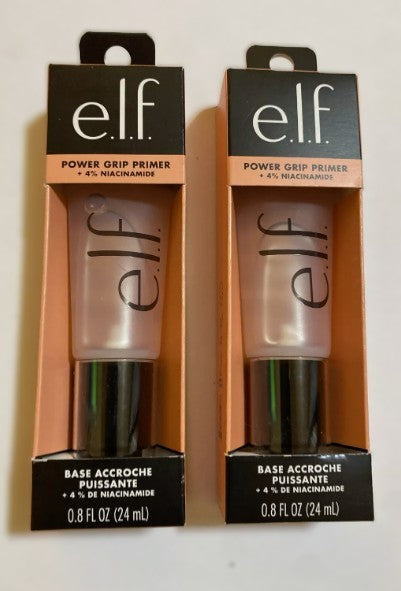 e.l.f.
POWER GRIP PRIMER
+ 4% NIACINAMIDE
e.l.f.
BASE ACCROCHE
PUISSANTE
+ 4 % DE NIACINAMIDE
0.8 FL OZ (24 mL)
e.l.f.
POWER GRIP PRIMER
+ 4% NIACINAMIDE
e.l.f.
BASE ACCROCHE
PUISSANTE
+ 4 % DE NIACINAMIDE
0.8 FL OZ (24 mL)